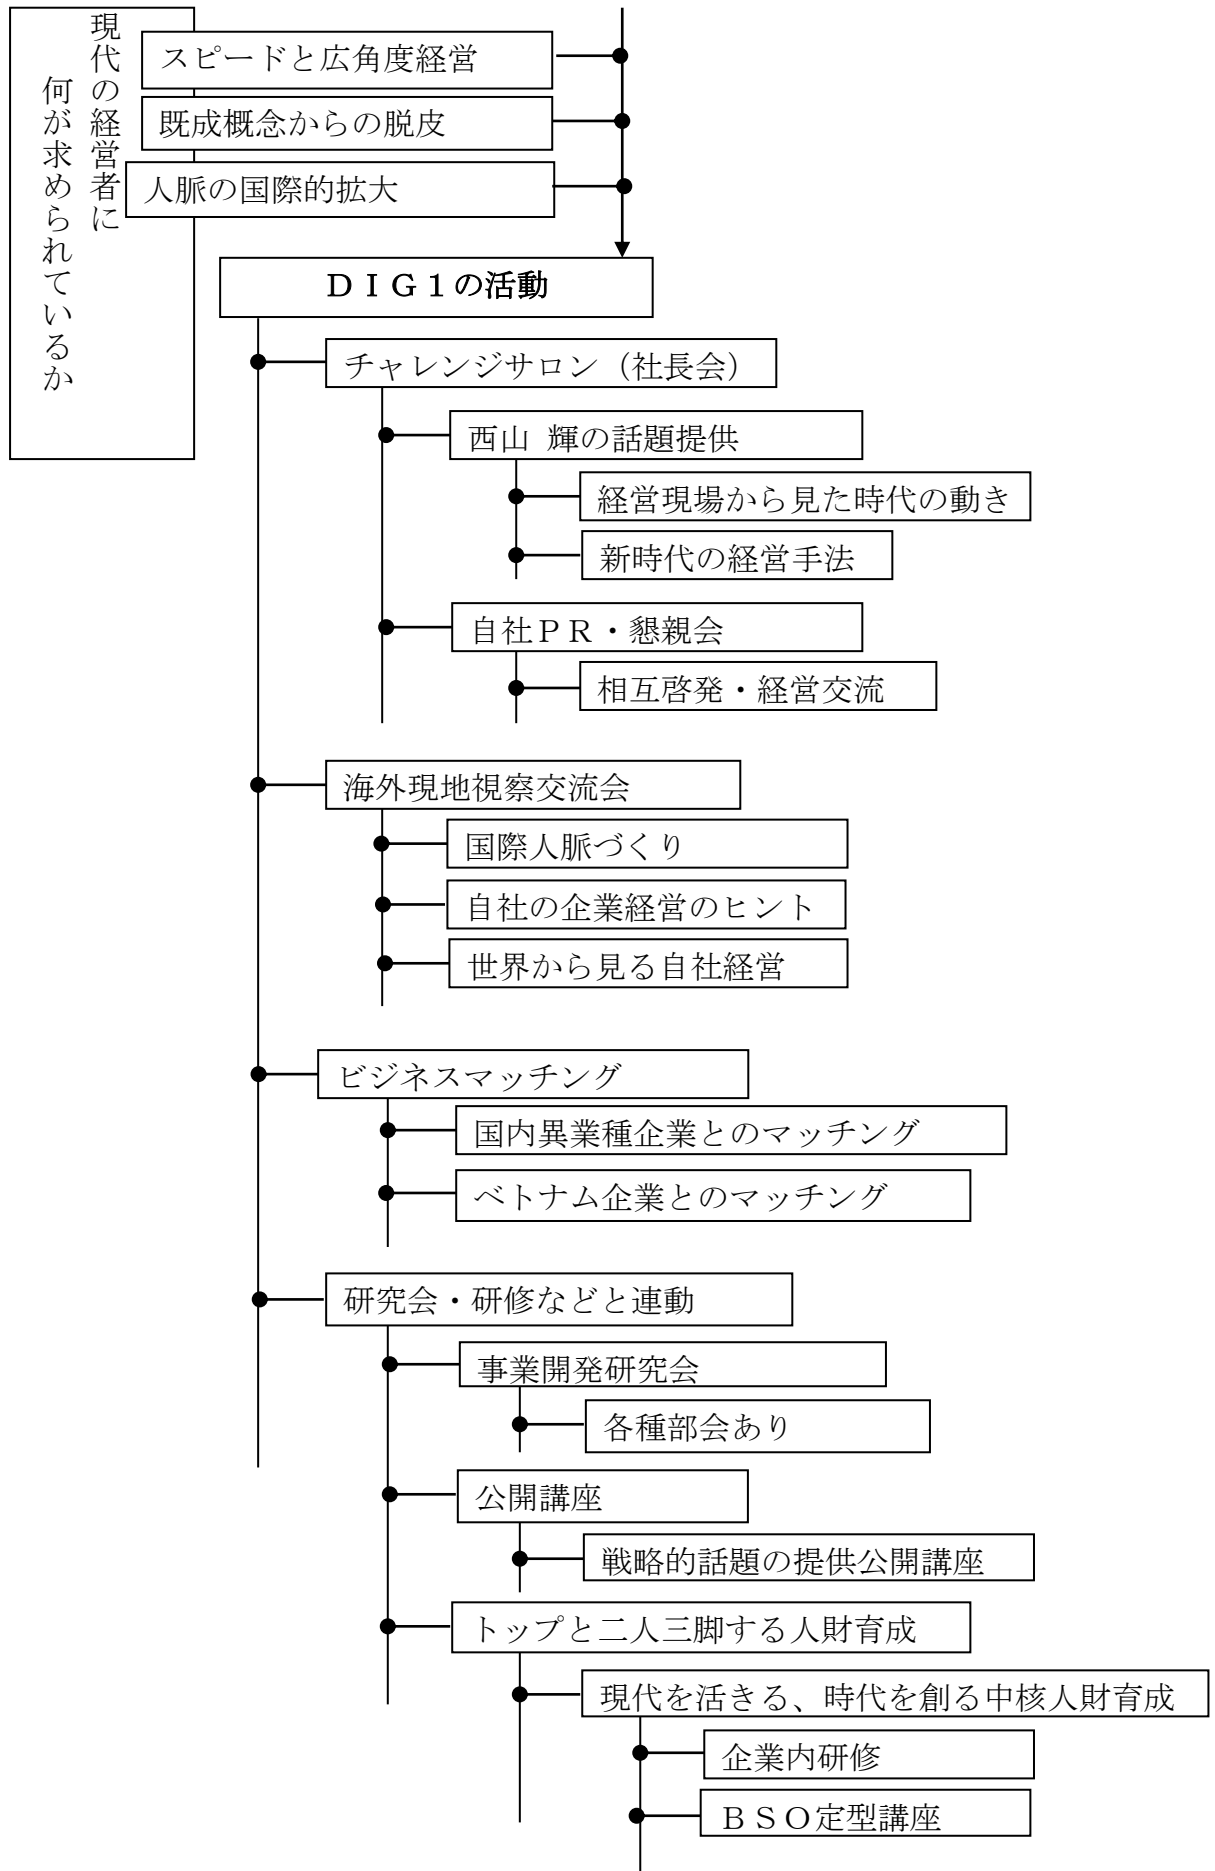 現代の経営者に
何が求められているか
スピードと広角度経営
既成概念からの脱皮
人脈の国際的拡大
ＤＩＧ１の活動
チャレンジサロン（社長会）
西山 輝の話題提供
経営現場から見た時代の動き
新時代の経営手法
自社ＰＲ・懇親会
相互啓発・経営交流
海外現地視察交流会
国際人脈づくり
自社の企業経営のヒント
世界から見る自社経営
ビジネスマッチング
国内異業種企業とのマッチング
ベトナム企業とのマッチング
研究会・研修などと連動
事業開発研究会
各種部会あり
公開講座
戦略的話題の提供公開講座
トップと二人三脚する人財育成
現代を活きる、時代を創る中核人財育成
企業内研修
ＢＳＯ定型講座